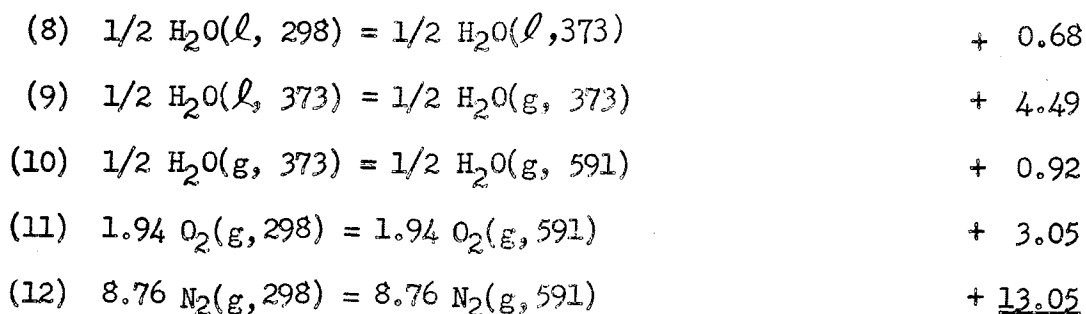 (8) 1/2 H₂O(ℓ, 298) = 1/2 H₂O(ℓ,373) + 0.68
(9) 1/2 H₂O(ℓ, 373) = 1/2 H₂O(g, 373) + 4.49
(10) 1/2 H₂O(g, 373) = 1/2 H₂O(g, 591) + 0.92
(11) 1.94 O₂(g,298) = 1.94 O₂(g,591) + 3.05
(12) 8.76 N₂(g,298) = 8.76 N₂(g,591) + 13.05